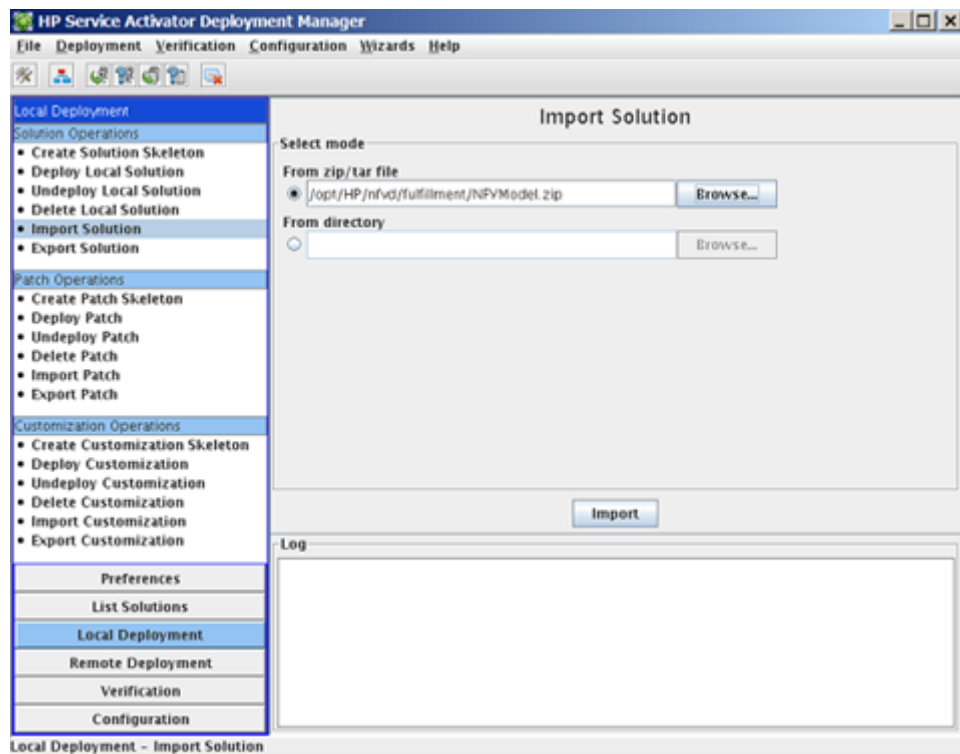 HP Service Activator Deployment Manager
File Deployment Verification Configuration Wizards Help
Local Deployment
Solution Operations
• Create Solution Skeleton
• Deploy Local Solution
• Undeploy Local Solution
• Delete Local Solution
• Import Solution
• Export Solution
Patch Operations
• Create Patch Skeleton
• Deploy Patch
• Undeploy Patch
• Delete Patch
• Import Patch
• Export Patch
Customization Operations
• Create Customization Skeleton
• Deploy Customization
• Undeploy Customization
• Delete Customization
• Import Customization
• Export Customization
Preferences
List Solutions
Local Deployment
Remote Deployment
Verification
Configuration
Import Solution
Select mode
From zip/tar file
/opt/HP/nfvd/fulfillment/NFVModel.zip Browse...
From directory
Browse...
Import
Log
Local Deployment - Import Solution